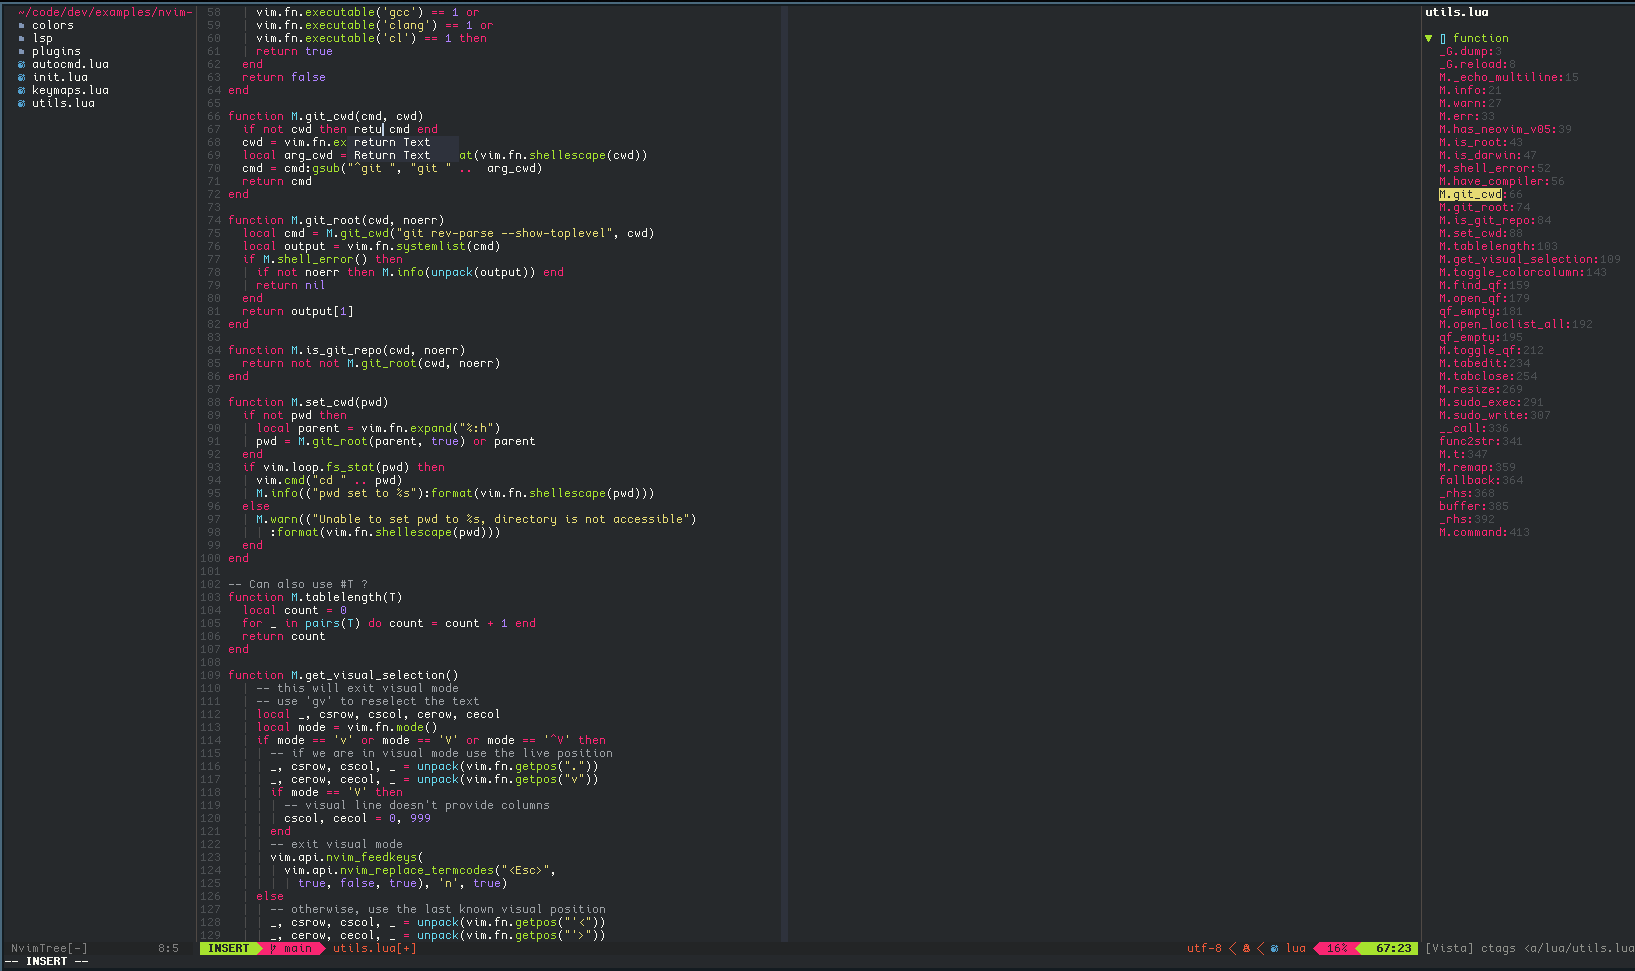 ~/code/dev/examples/nvim-
colors
lsp
plugins
autocmd.lua
init.lua
keymaps.lua
utils.lua
58 vim.fn.executable('gcc') == 1 or
59 vim.fn.executable('clang') == 1 or
60 vim.fn.executable('cl') == 1 then
61 return true
62 end
63 return false
64 end
65
66 function M.git_cwd(cmd, cwd)
67 if not cwd then retu cmd end
68 cwd = vim.fn.ex return Text
69 local arg_cwd = Return Text at(vim.fn.shellescape(cwd))
70 cmd = cmd:gsub("^git ", "git " .. arg_cwd)
71 return cmd
72 end
73
74 function M.git_root(cwd, noerr)
75 local cmd = M.git_cwd("git rev-parse --show-toplevel", cwd)
76 local output = vim.fn.systemlist(cmd)
77 if M.shell_error() then
78 if not noerr then M.info(unpack(output)) end
79 return nil
80 end
81 return output[1]
82 end
83
84 function M.is_git_repo(cwd, noerr)
85 return not not M.git_root(cwd, noerr)
86 end
87
88 function M.set_cwd(pwd)
89 if not pwd then
90 local parent = vim.fn.expand("%:h")
91 pwd = M.git_root(parent, true) or parent
92 end
93 if vim.loop.fs_stat(pwd) then
94 vim.cmd("cd " .. pwd)
95 M.info(("pwd set to %s"):format(vim.fn.shellescape(pwd)))
96 else
97 M.warn(("Unable to set pwd to %s, directory is not accessible")
98 :format(vim.fn.shellescape(pwd)))
99 end
100 end
101
102 -- Can also use #T ?
103 function M.tablelength(T)
104 local count = 0
105 for _ in pairs(T) do count = count + 1 end
106 return count
107 end
108
109 function M.get_visual_selection()
110 -- this will exit visual mode
111 -- use 'gv' to reselect the text
112 local _, csrow, cscol, cerow, cecol
113 local mode = vim.fn.mode()
114 if mode == 'v' or mode == 'V' or mode == '^V' then
115 -- if we are in visual mode use the live position
116 _, csrow, cscol, _ = unpack(vim.fn.getpos("."))
117 _, cerow, cecol, _ = unpack(vim.fn.getpos("v"))
118 if mode == 'V' then
119 -- visual line doesn't provide columns
120 cscol, cecol = 0, 999
121 end
122 -- exit visual mode
123 vim.api.nvim_feedkeys(
124 vim.api.nvim_replace_termcodes("<Esc>",
125 true, false, true), 'n', true)
126 else
127 -- otherwise, use the last known visual position
128 _, csrow, cscol, _ = unpack(vim.fn.getpos("'<"))
129 _, cerow, cecol, _ = unpack(vim.fn.getpos("'>"))
utils.lua
▼ [] function
_G.dump:3
_G.reload:8
M._echo_multiline:15
M.info:21
M.warn:27
M.err:33
M.has_neovim_v05:39
M.is_root:43
M.is_darwin:47
M.shell_error:52
M.have_compiler:56
M.git_cwd:66
M.git_root:74
M.is_git_repo:84
M.set_cwd:88
M.tablelength:103
M.get_visual_selection:109
M.toggle_colorcolumn:143
M.find_qf:159
M.open_qf:179
qf_empty:181
M.open_loclist_all:192
qf_empty:195
M.toggle_qf:212
M.tabedit:234
M.tabclose:254
M.resize:269
M.sudo_exec:291
M.sudo_write:307
__call:336
func2str:341
M.t:347
M.remap:359
fallback:364
_rhs:368
buffer:385
_rhs:392
M.command:413
NvimTree[-] 8:5 INSERT main utils.lua[+] utf-8 lua 16% 67:23 [Vista] ctags <a/lua/utils.lua
-- INSERT --